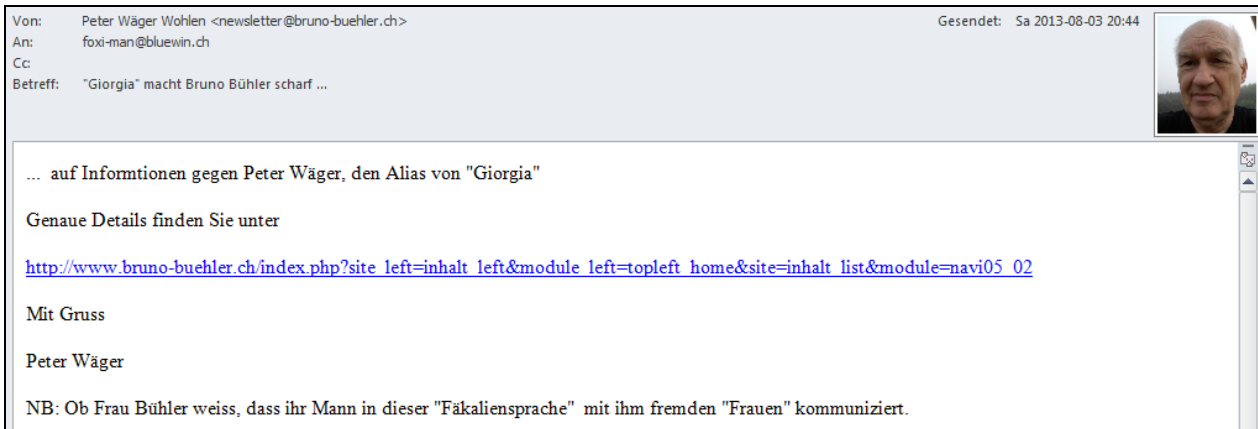 Von: Peter Wäger Wohlen <newsletter@bruno-buehler.ch> Gesendet: Sa 2013-08-03 20:44
An: foxi-man@bluewin.ch
Cc:
Betreff: "Giorgia" macht Bruno Bühler scharf ...
... auf Informtionen gegen Peter Wäger, den Alias von "Giorgia"
Genaue Details finden Sie unter
http://www.bruno-buehler.ch/index.php?site_left=inhalt_left&module_left=topleft_home&site=inhalt_list&module=navi05_02
Mit Gruss
Peter Wäger
NB: Ob Frau Bühler weiss, dass ihr Mann in dieser "Fäkaliensprache" mit ihm fremden "Frauen" kommuniziert.